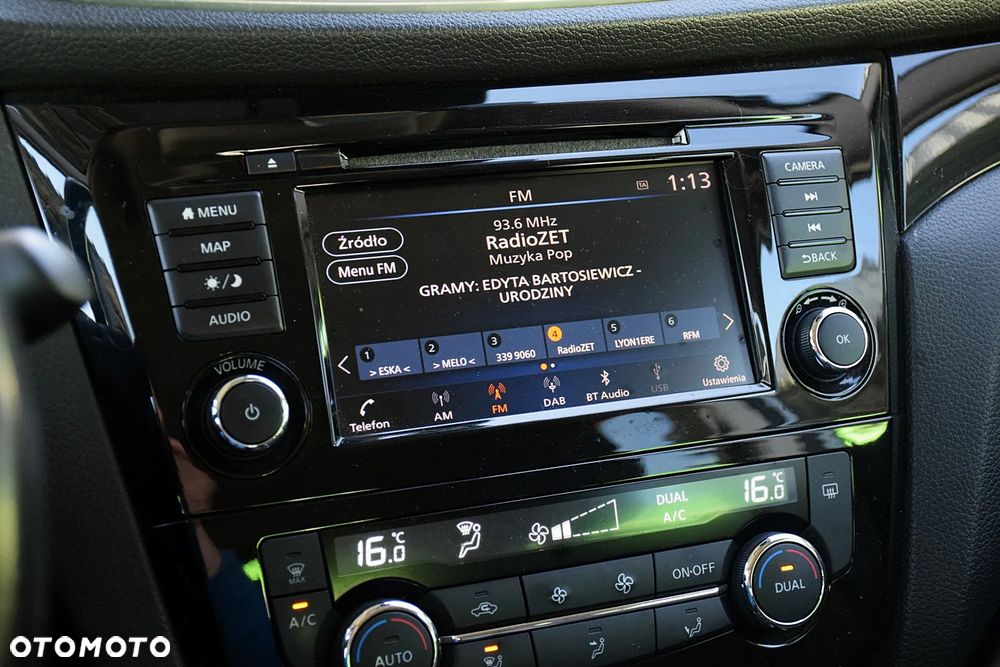 CAMERA
MENU
MAP
AUDIO
BACK
VOLUME
OK
FM
TA
1:13
93.6 MHz
RadioZET
Muzyka Pop
Źródło
Menu FM
GRAMY: EDYTA BARTOSIEWICZ -
URODZINY
1 2 3 4 5 6
> ESKA < > MELO < 339 9060 RadioZET LYON1ERE RFM
Telefon AM FM DAB BT Audio USB Ustawienia
16.0 °C
DUAL
A/C
16.0 °C
MAX
A/C
AUTO
ON·OFF
DUAL
OTOMOTO